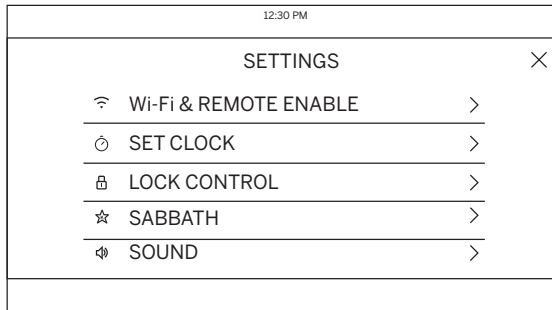 12:30 PM
SETTINGS
Wi-Fi & REMOTE ENABLE
SET CLOCK
LOCK CONTROL
SABBATH
SOUND